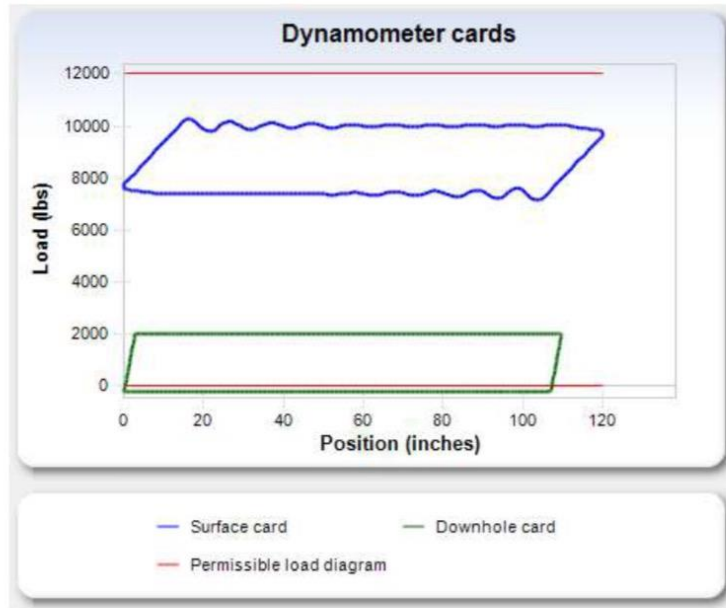 Dynamometer cards
12000
10000
8000
6000
4000
2000
0
Load (lbs)
0 20 40 60 80 100 120
Position (inches)
Surface card Downhole card
Permissible load diagram